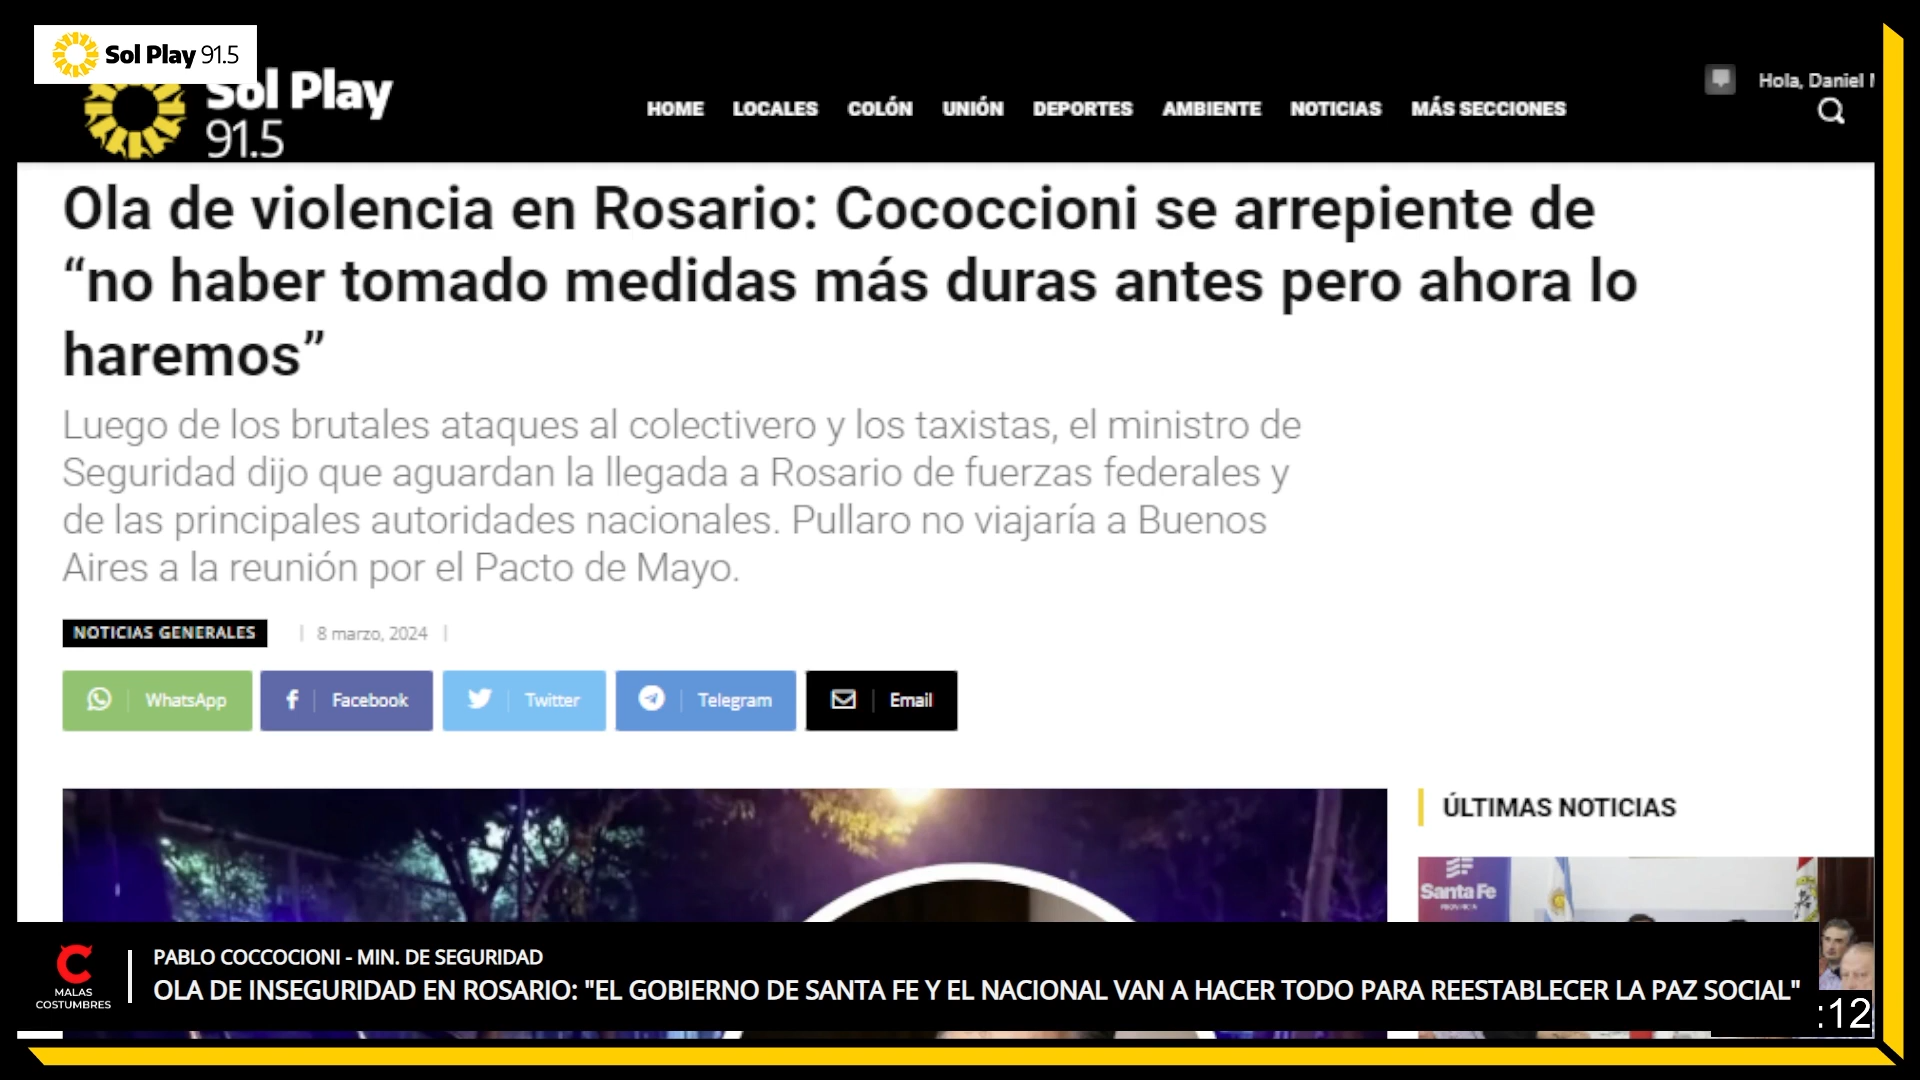 Sol Play 91.5
Sol Play
91.5
HOME LOCALES COLÓN UNIÓN DEPORTES AMBIENTE NOTICIAS MÁS SECCIONES
Hola, Daniel
Ola de violencia en Rosario: Cococcioni se arrepiente de
“no haber tomado medidas más duras antes pero ahora lo
haremos”
Luego de los brutales ataques al colectivero y los taxistas, el ministro de
Seguridad dijo que aguardan la llegada a Rosario de fuerzas federales y
de las principales autoridades nacionales. Pullaro no viajaría a Buenos
Aires a la reunión por el Pacto de Mayo.
NOTICIAS GENERALES | 8 marzo, 2024 |
WhatsApp Facebook Twitter Telegram Email
ÚLTIMAS NOTICIAS
Santa Fe
PROVINCIA
MALAS
COSTUMBRES
PABLO COCCOCIONI - MIN. DE SEGURIDAD
OLA DE INSEGURIDAD EN ROSARIO: "EL GOBIERNO DE SANTA FE Y EL NACIONAL VAN A HACER TODO PARA REESTABLECER LA PAZ SOCIAL"
:12